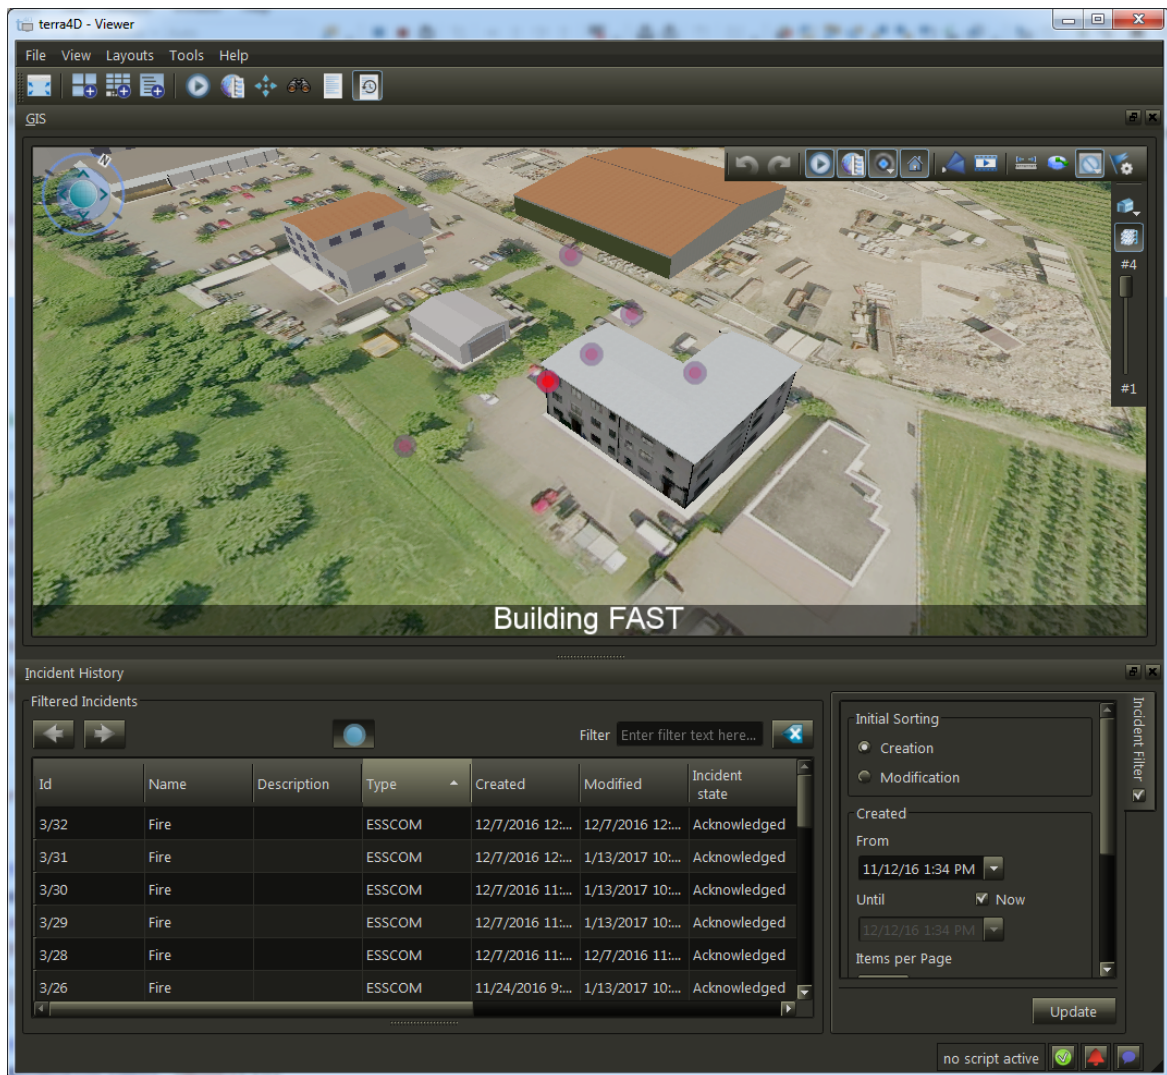 terra4D - Viewer
File View Layouts Tools Help
GIS
N
#4
#1
Building FAST
Incident History
Filtered Incidents
Filter Enter filter text here...
Id Name Description Type Created Modified Incident state
3/32 Fire ESSCOM 12/7/2016 12:... 12/7/2016 12:... Acknowledged
3/31 Fire ESSCOM 12/7/2016 12:... 1/13/2017 10:... Acknowledged
3/30 Fire ESSCOM 12/7/2016 11:... 1/13/2017 10:... Acknowledged
3/29 Fire ESSCOM 12/7/2016 11:... 1/13/2017 10:... Acknowledged
3/28 Fire ESSCOM 12/7/2016 11:... 12/7/2016 11:... Acknowledged
3/26 Fire ESSCOM 11/24/2016 9:... 1/13/2017 10:... Acknowledged
Initial Sorting
Creation
Modification
Created
From
11/12/16 1:34 PM
Until Now
12/12/16 1:34 PM
Items per Page
Update
Incident Filter
no script active